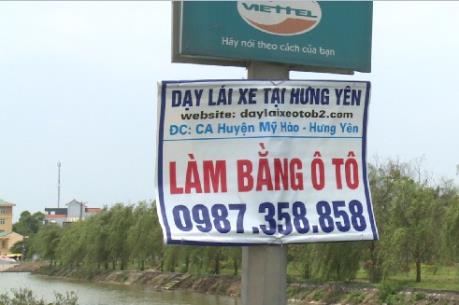 VIETTEL
Hãy nói theo cách của bạn
DẠY LÁI XE TẠI HƯNG YÊN
website: daylaixeotob2.com
ĐC: CA Huyện Mỹ Hào - Hưng Yên
LÀM BẰNG Ô TÔ
0987.358.858